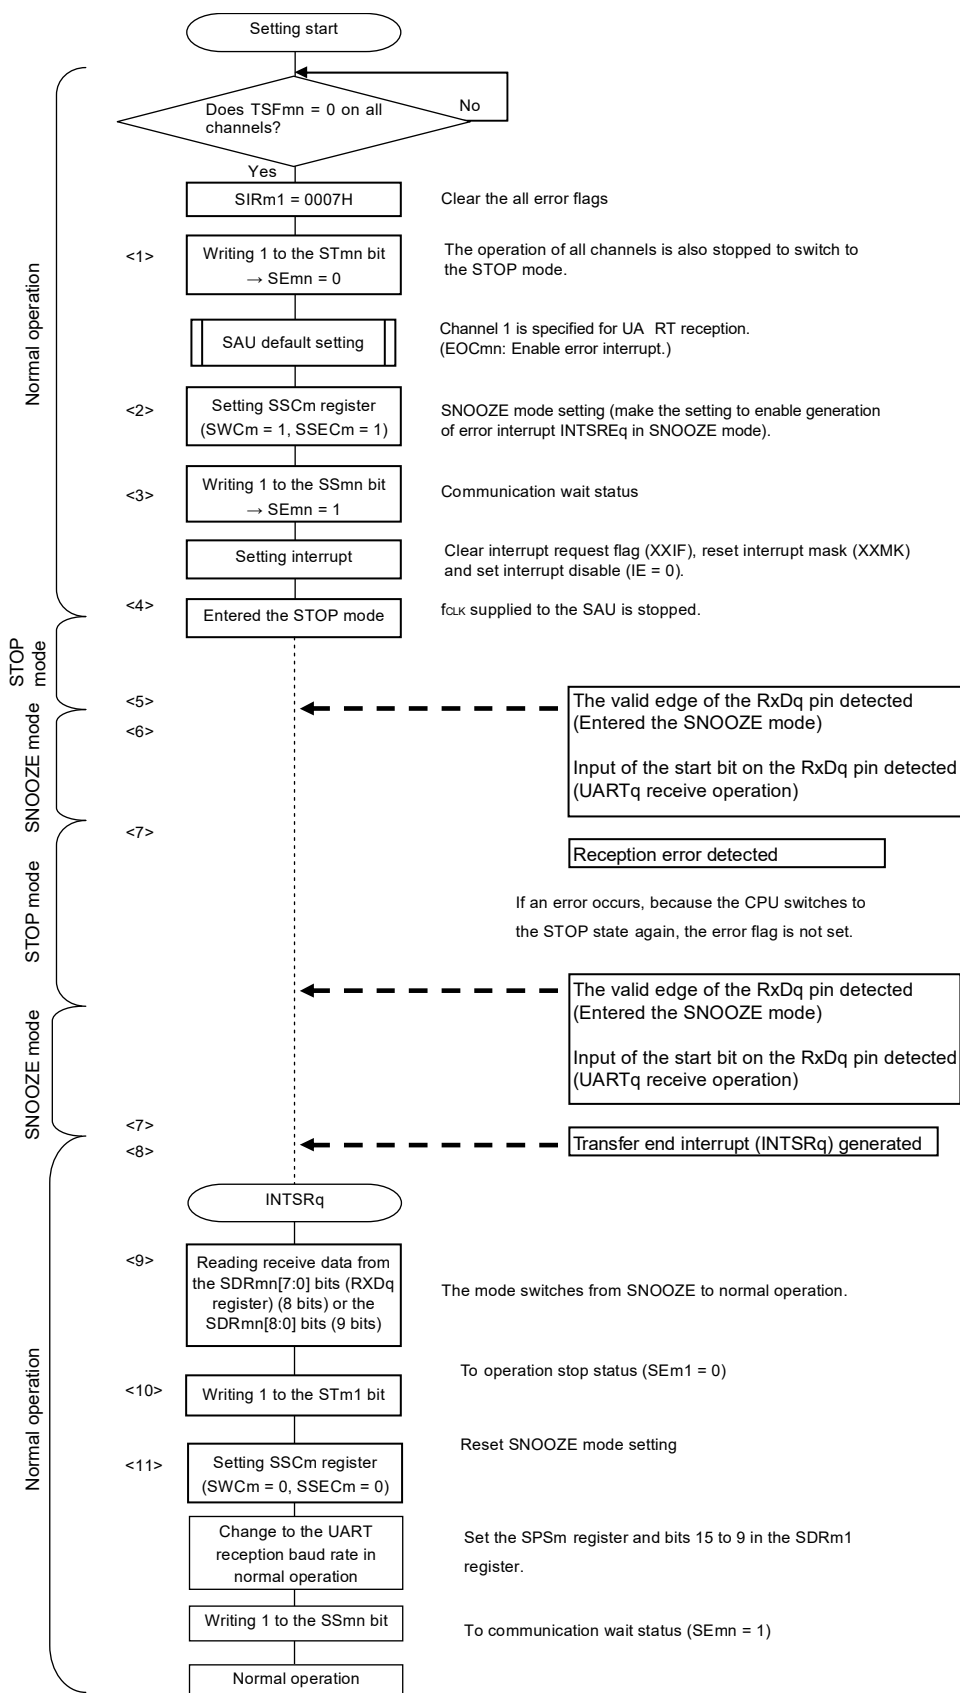 Setting start
Does TSFmn = 0 on all
channels?
No
Yes
SIRm1 = 0007H
Clear the all error flags
<1>
Writing 1 to the STmn bit
→ SEmn = 0
The operation of all channels is also stopped to switch to
the STOP mode.
Normal operation
SAU default setting
Channel 1 is specified for UA RT reception.
(EOCmn: Enable error interrupt.)
<2>
Setting SSCm register
(SWCm = 1, SSECm = 1)
SNOOZE mode setting (make the setting to enable generation
of error interrupt INTSREq in SNOOZE mode).
<3>
Writing 1 to the SSmn bit
→ SEmn = 1
Communication wait status
Setting interrupt
Clear interrupt request flag (XXIF), reset interrupt mask (XXMK)
and set interrupt disable (IE = 0).
<4>
Entered the STOP mode
fCLK supplied to the SAU is stopped.
STOP
mode
<5>
<6>
The valid edge of the RxDq pin detected
(Entered the SNOOZE mode)
Input of the start bit on the RxDq pin detected
(UARTq receive operation)
SNOOZE mode
<7>
Reception error detected
If an error occurs, because the CPU switches to
the STOP state again, the error flag is not set.
STOP mode
The valid edge of the RxDq pin detected
(Entered the SNOOZE mode)
Input of the start bit on the RxDq pin detected
(UARTq receive operation)
SNOOZE mode
<7>
<8>
Transfer end interrupt (INTSRq) generated
INTSRq
<9>
Reading receive data from
the SDRmn[7:0] bits (RXDq
register) (8 bits) or the
SDRmn[8:0] bits (9 bits)
The mode switches from SNOOZE to normal operation.
<10>
Writing 1 to the STm1 bit
To operation stop status (SEm1 = 0)
Normal operation
<11>
Setting SSCm register
(SWCm = 0, SSECm = 0)
Reset SNOOZE mode setting
Change to the UART
reception baud rate in
normal operation
Set the SPSm register and bits 15 to 9 in the SDRm1
register.
Writing 1 to the SSmn bit
To communication wait status (SEmn = 1)
Normal operation